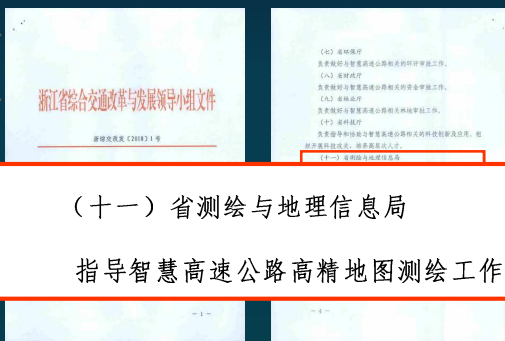 浙江省综合交通改革与发展领导小组文件
浙综交改发〔2018〕1号
（七）省环保厅
负责做好与智慧高速公路相关的环评审批工作。
（八）省财政厅
负责做好与智慧高速公路相关的资金审批工作。
（九）省林业厅
负责做好与智慧高速公路相关林地审批工作。
（十）省科技厅
负责指导和协助与智慧高速公路相关的科技创新及应用，组
织开展科技攻关，培养高层次人才。
（十一）省测绘与地理信息局
（十一）省测绘与地理信息局
指导智慧高速公路高精地图测绘工作
－1－
－4－